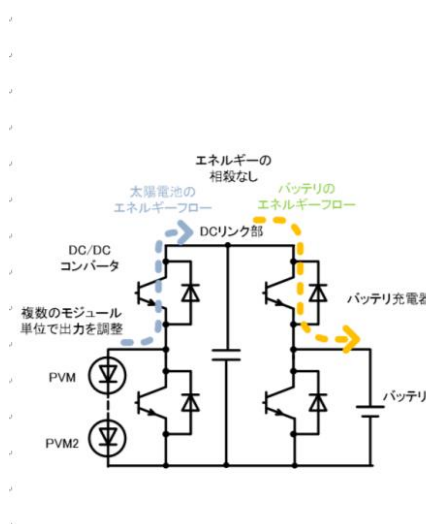 エネルギーの
相殺なし
太陽電池の
エネルギーフロー
バッテリの
エネルギーフロー
DCリンク部
DC/DC
コンバータ
バッテリ充電器
複数のモジュール
単位で出力を調整
PVM
バッテリ
PVM2